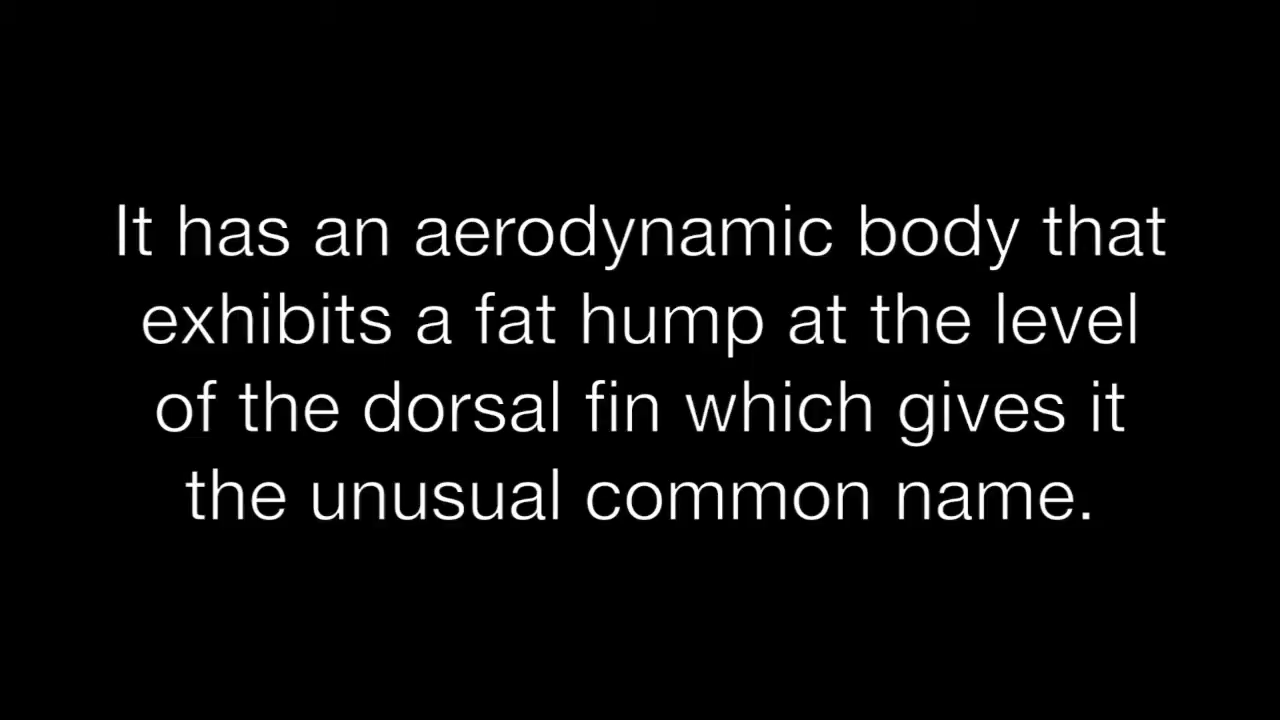 It has an aerodynamic body that
exhibits a fat hump at the level
of the dorsal fin which gives it
the unusual common name.